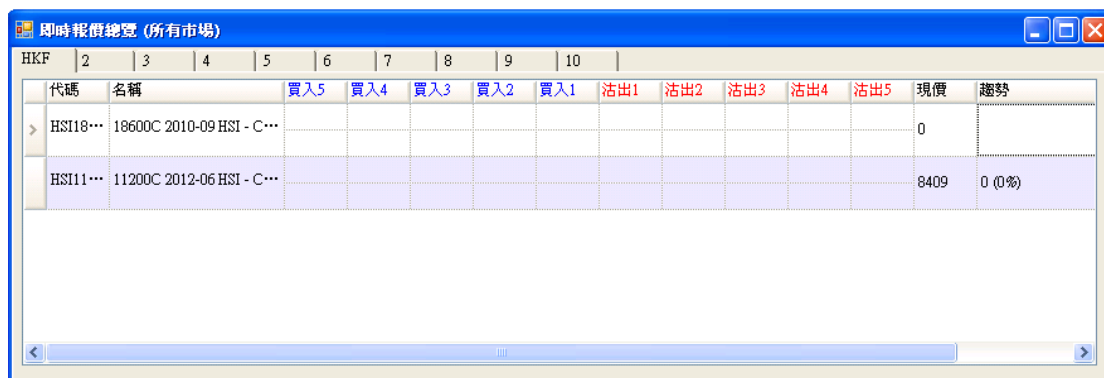 即時報價總覽 (所有市場)
HKF 2 3 4 5 6 7 8 9 10
代碼 名稱 買入5 買入4 買入3 買入2 買入1 沽出1 沽出2 沽出3 沽出4 沽出5 現價 趨勢
HSI18… 18600C 2010-09 HSI - C… 0
HSI11… 11200C 2012-06 HSI - C… 8409 0 (0%)